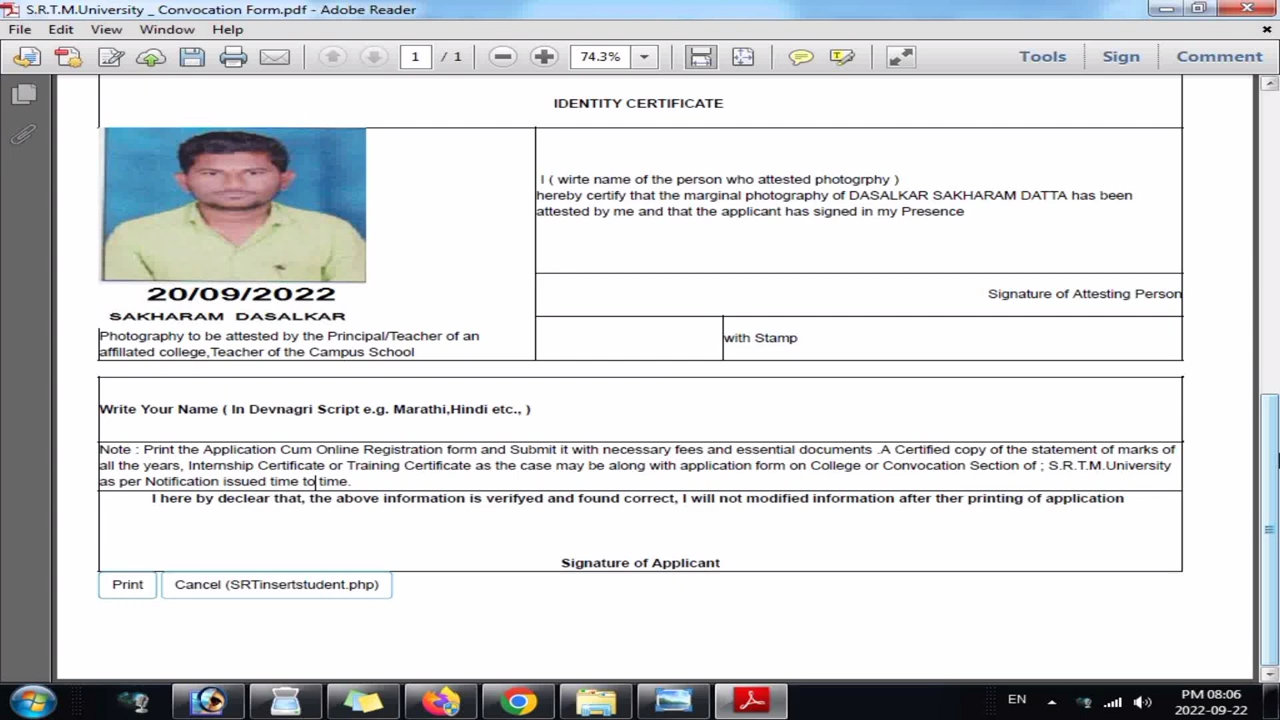 S.R.T.M.University _ Convocation Form.pdf - Adobe Reader
File Edit View Window Help
1 / 1 74.3% Tools Sign Comment
IDENTITY CERTIFICATE
I ( wirte name of the person who attested photogrphy )
hereby certify that the marginal photography of DASALKAR SAKHARAM DATTA has been
attested by me and that the applicant has signed in my Presence
20/09/2022
SAKHARAM DASALKAR
Photography to be attested by the Principal/Teacher of an
affilated college,Teacher of the Campus School
Signature of Attesting Person
with Stamp
Write Your Name ( In Devnagri Script e.g. Marathi,Hindi etc., )
Note : Print the Application Cum Online Registration form and Submit it with necessary fees and essential documents .A Certified copy of the statement of marks of
all the years, Internship Certificate or Training Certificate as the case may be along with application form on College or Convocation Section of ; S.R.T.M.University
as per Notification issued time to time.
I here by declear that, the above information is verifyed and found correct, I will not modified information after ther printing of application
Signature of Applicant
Print Cancel (SRTinsertstudent.php)
EN PM 08:06
2022-09-22